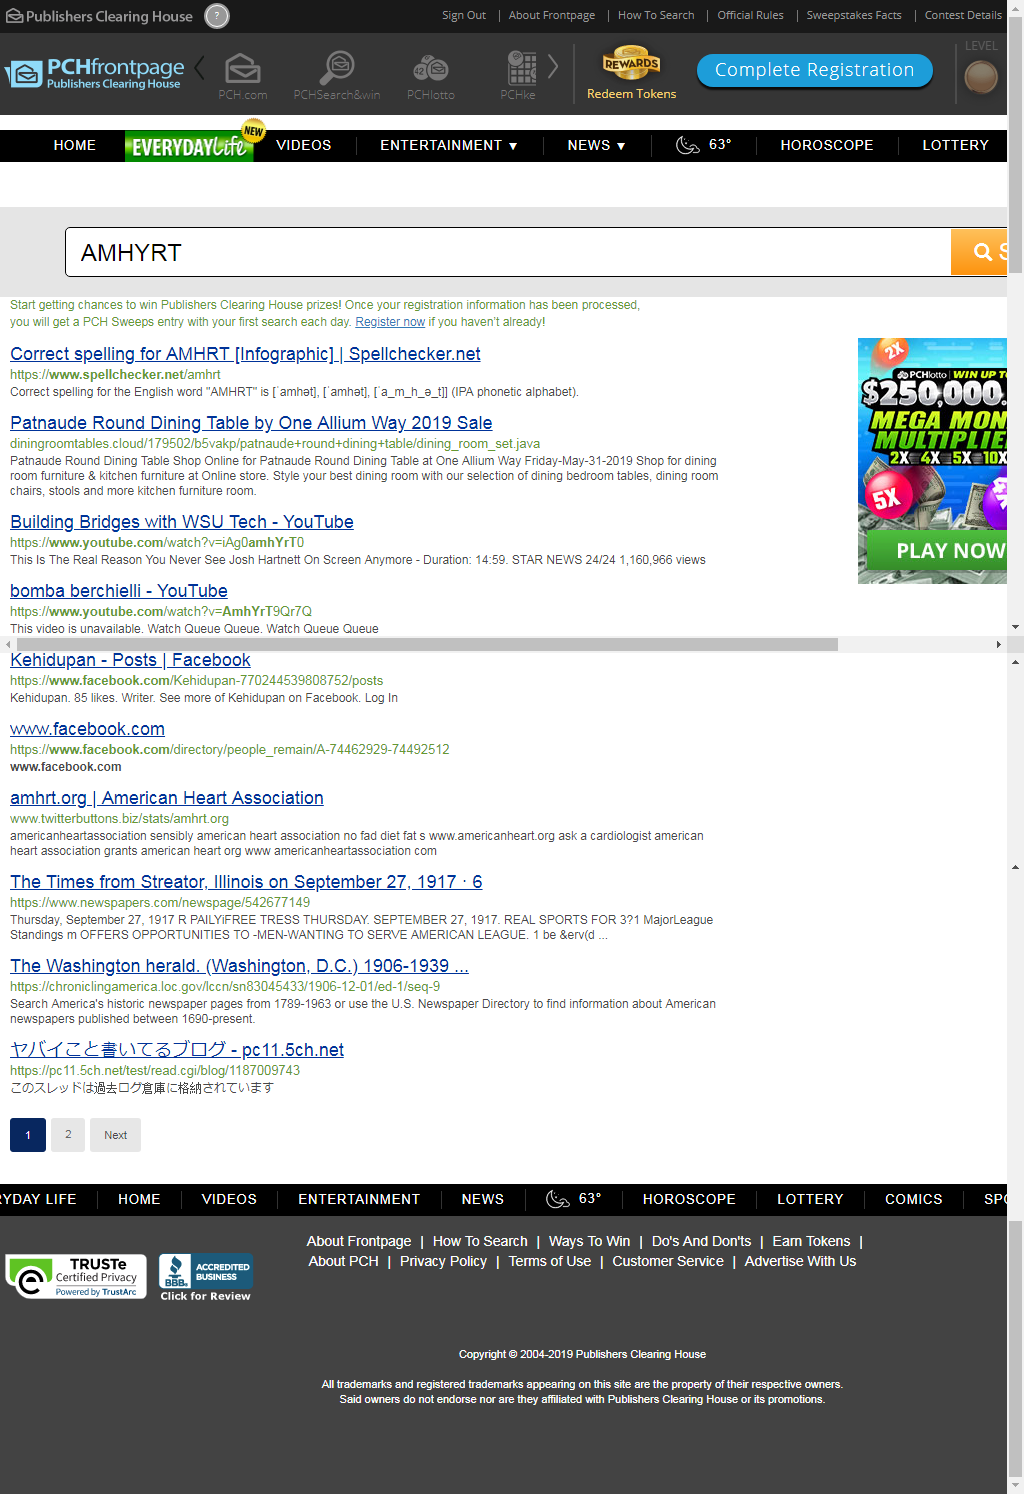 Publishers Clearing House ?
Sign Out | About Frontpage | How To Search | Official Rules | Sweepstakes Facts | Contest Details
PCHfrontpage
Publishers Clearing House
PCH.com
PCHSearch&win
PCHlotto
PCHke
REWARDS
Redeem Tokens
Complete Registration
LEVEL
HOME
EVERYDAY Life
NEW
VIDEOS
ENTERTAINMENT ▼
NEWS ▼
63°
HOROSCOPE
LOTTERY
AMHYRT
S
Start getting chances to win Publishers Clearing House prizes! Once your registration information has been processed,
you will get a PCH Sweeps entry with your first search each day. Register now if you haven't already!
Correct spelling for AMHRT [Infographic] | Spellchecker.net
https://www.spellchecker.net/amhrt
Correct spelling for the English word "AMHRT" is [ˈamhət], [ˈamhət], [ˈa_m_h_ə_t]] (IPA phonetic alphabet).
Patnaude Round Dining Table by One Allium Way 2019 Sale
diningroomtables.cloud/179502/b5vakp/patnaude+round+dining+table/dining_room_set.java
Patnaude Round Dining Table Shop Online for Patnaude Round Dining Table at One Allium Way Friday-May-31-2019 Shop for dining
room furniture & kitchen furniture at Online store. Style your best dining room with our selection of dining bedroom tables, dining room
chairs, stools and more kitchen furniture room.
Building Bridges with WSU Tech - YouTube
https://www.youtube.com/watch?v=iAg0amhYrT0
This Is The Real Reason You Never See Josh Hartnett On Screen Anymore - Duration: 14:59. STAR NEWS 24/24 1,160,966 views
bomba berchielli - YouTube
https://www.youtube.com/watch?v=AmhYrT9Qr7Q
This video is unavailable. Watch Queue Queue. Watch Queue Queue
2X
PCHlotto | WIN UP TO
$250,000.
MEGA MON
MULTIPLIE
2X 4X 5X 10X
5X
PLAY NOW
Kehidupan - Posts | Facebook
https://www.facebook.com/Kehidupan-770244539808752/posts
Kehidupan. 85 likes. Writer. See more of Kehidupan on Facebook. Log In
www.facebook.com
https://www.facebook.com/directory/people_remain/A-74462929-74492512
www.facebook.com
amhrt.org | American Heart Association
www.twitterbuttons.biz/stats/amhrt.org
americanheartassociation sensibly american heart association no fad diet fat s www.americanheart.org ask a cardiologist american
heart association grants american heart org www americanheartassociation com
The Times from Streator, Illinois on September 27, 1917 · 6
https://www.newspapers.com/newspage/542677149
Thursday, September 27, 1917 R PAILYiFREE TRESS THURSDAY. SEPTEMBER 27, 1917. REAL SPORTS FOR 3?1 MajorLeague
Standings m OFFERS OPPORTUNITIES TO -MEN-WANTING TO SERVE AMERICAN LEAGUE. 1 be &erv(d ...
The Washington herald. (Washington, D.C.) 1906-1939 ...
https://chroniclingamerica.loc.gov/lccn/sn83045433/1906-12-01/ed-1/seq-9
Search America's historic newspaper pages from 1789-1963 or use the U.S. Newspaper Directory to find information about American
newspapers published between 1690-present.
ヤバイこと書いてるブログ - pc11.5ch.net
https://pc11.5ch.net/test/read.cgi/blog/1187009743
このスレッドは過去ログ倉庫に格納されています
1 2 Next
RYDAY LIFE | HOME | VIDEOS | ENTERTAINMENT | NEWS | 63° | HOROSCOPE | LOTTERY | COMICS | SPO
About Frontpage | How To Search | Ways To Win | Do's And Don'ts | Earn Tokens |
About PCH | Privacy Policy | Terms of Use | Customer Service | Advertise With Us
TRUSTe
Certified Privacy
Powered by TrustArc
BBB.
ACCREDITED
BUSINESS
Click for Review
Copyright © 2004-2019 Publishers Clearing House
All trademarks and registered trademarks appearing on this site are the property of their respective owners.
Said owners do not endorse nor are they affiliated with Publishers Clearing House or its promotions.